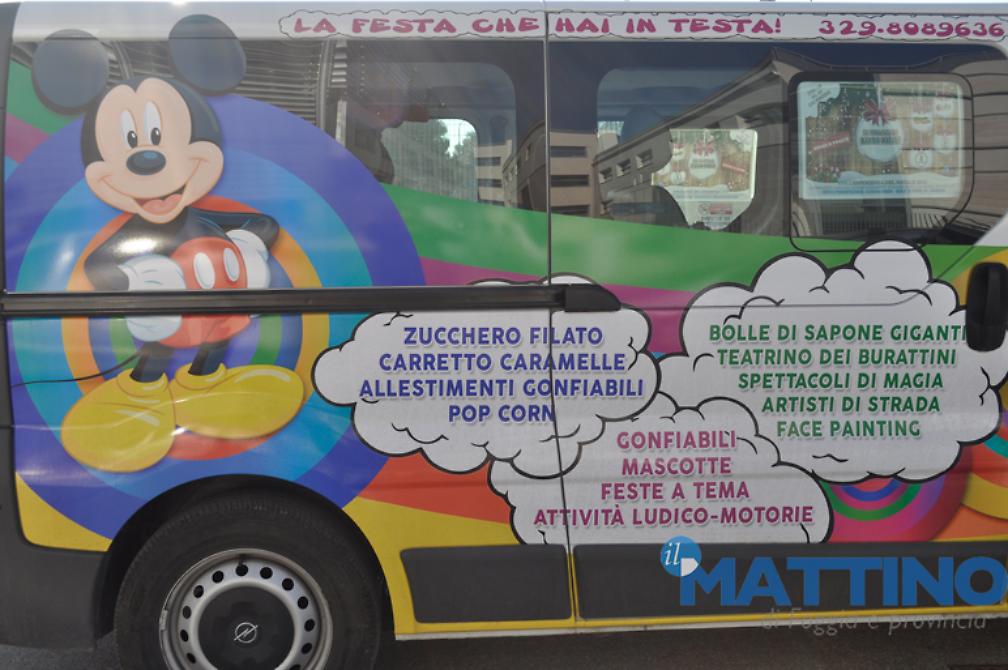 LA FESTA CHE HAI IN TESTA! 329.8089636
ZUCCHERO FILATO
CARRETTO CARAMELLE
ALLESTIMENTI GONFIABILI
POP CORN
BOLLE DI SAPONE GIGANTI
TEATRINO DEI BURATTINI
SPETTACOLI DI MAGIA
ARTISTI DI STRADA
FACE PAINTING
GONFIABILI
MASCOTTE
FESTE A TEMA
ATTIVITÀ LUDICO-MOTORIE
il MATTINO
di Foggia e provincia